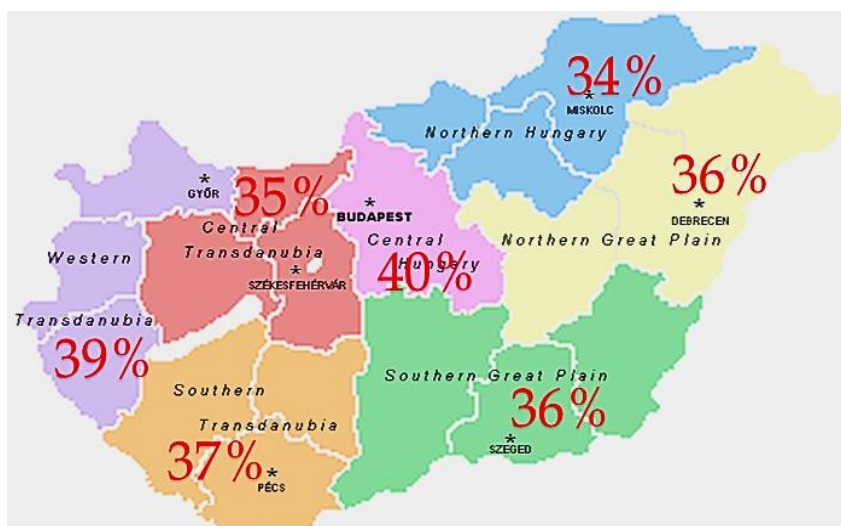 34%
MISKOLC
Northern Hungary
36%
DEBRECEN
GYŐR
35%
BUDAPEST
Central
Transdanubia
Western
Central
Hungary
40%
Northern Great Plain
SZÉKESFEHÉRVÁR
Transdanubia
39%
Southern
Transdanubia
37%
PÉCS
Southern Great Plain
36%
SZEGED